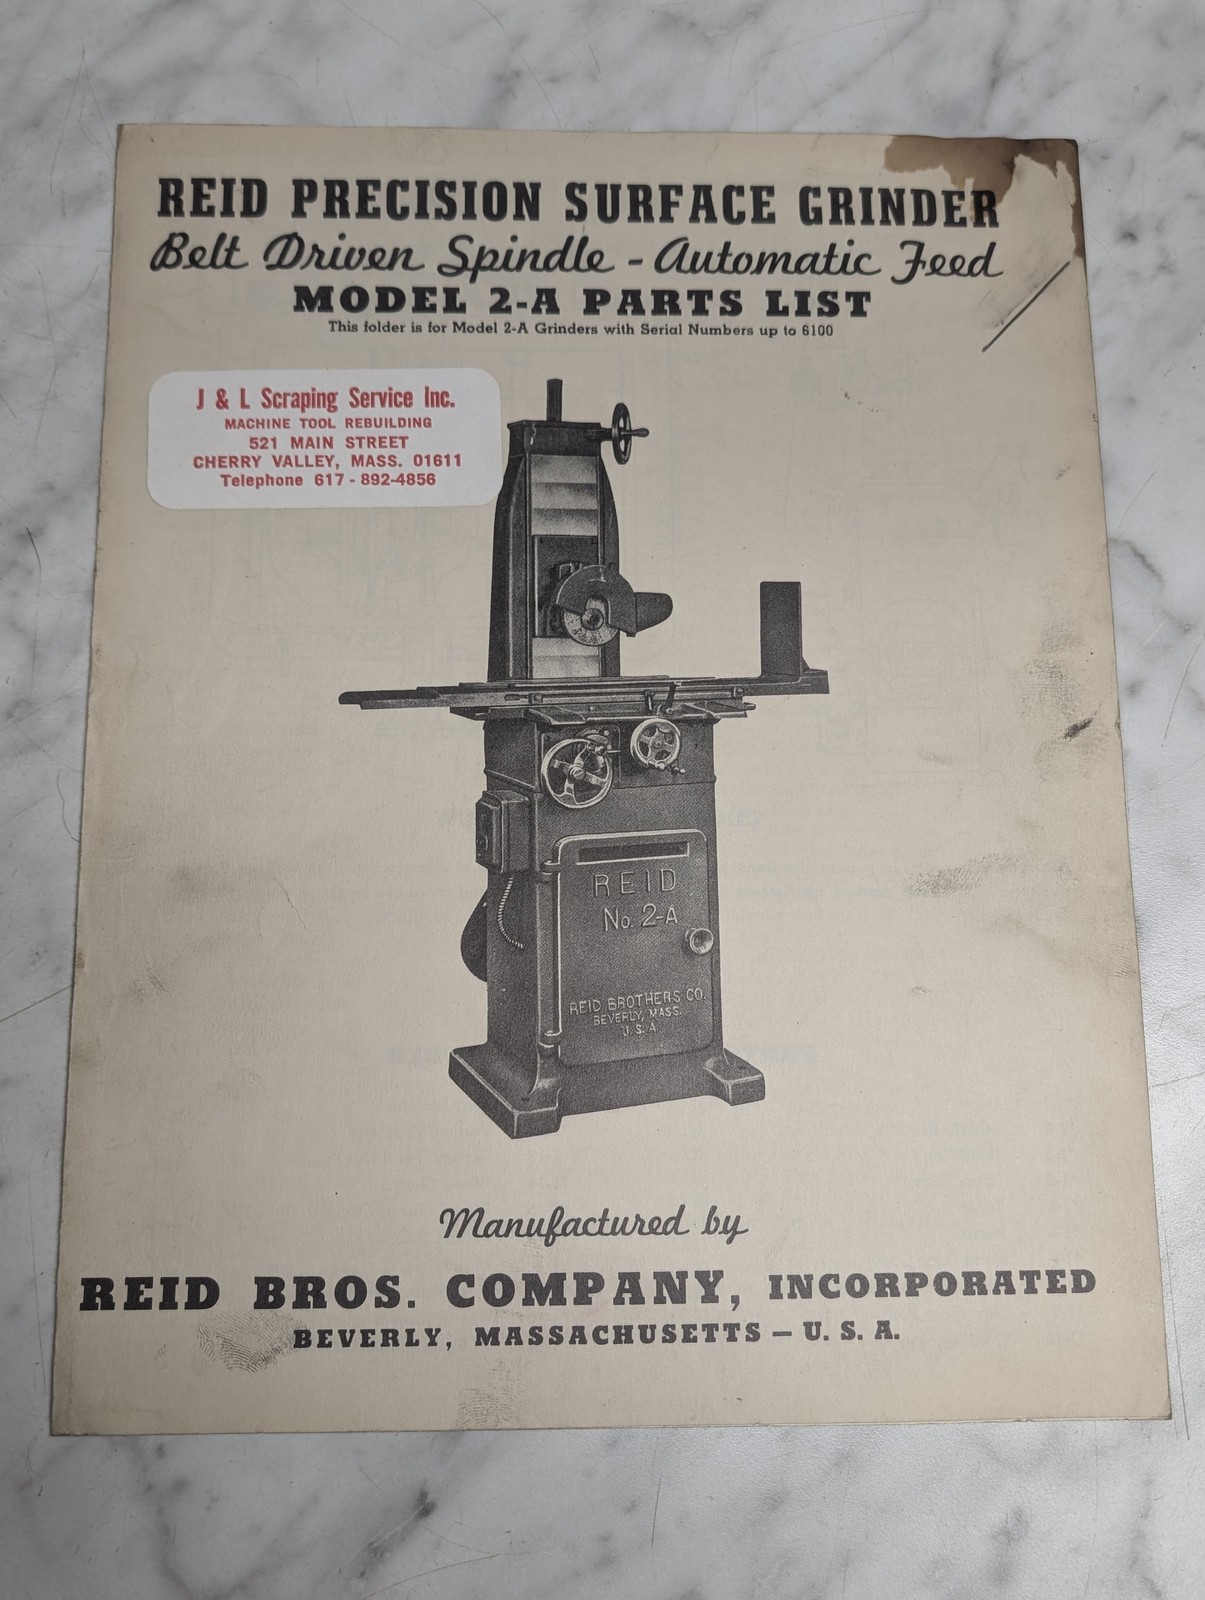 REID PRECISION SURFACE GRINDER
Belt Driven Spindle - Automatic Feed
MODEL 2-A PARTS LIST
This folder is for Model 2-A Grinders with Serial Numbers up to 6100
J & L Scraping Service Inc.
MACHINE TOOL REBUILDING
521 MAIN STREET
CHERRY VALLEY, MASS. 01611
Telephone 617 - 892-4856
REID
No. 2-A
REID BROTHERS CO.
BEVERLY, MASS.
U. S. A.
Manufactured by
REID BROS. COMPANY, INCORPORATED
BEVERLY, MASSACHUSETTS — U. S. A.